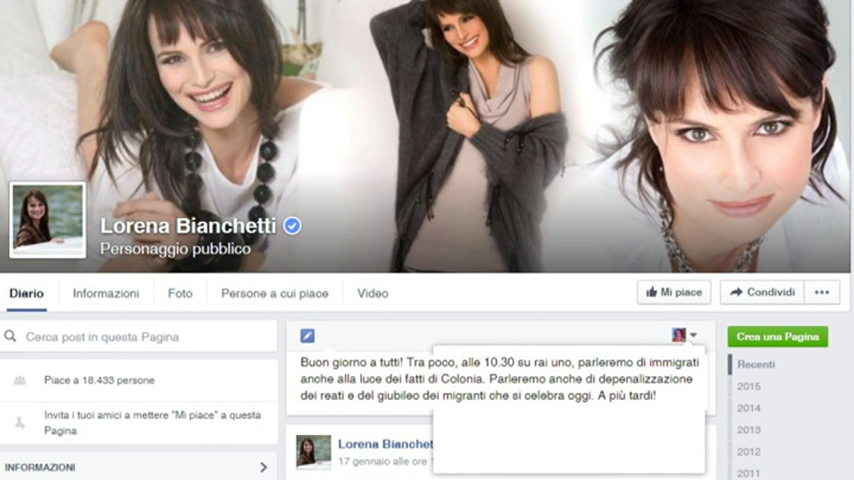 Lorena Bianchetti
Personaggio pubblico
Diario Informazioni Foto Persone a cui piace Video Mi piace Condividi
Cerca post in questa Pagina
Crea una Pagina
Buon giorno a tutti! Tra poco, alle 10.30 su rai uno, parleremo di immigrati
anche alla luce dei fatti di Colonia. Parleremo anche di depenalizzazione
dei reati e del giubileo dei migranti che si celebra oggi. A più tardi!
Piace a 18.433 persone
Invita i tuoi amici a mettere "Mi piace" a questa
Pagina
INFORMAZIONI
Lorena Bianchet
17 gennaio alle ore
Recenti
2015
2014
2013
2012
2011